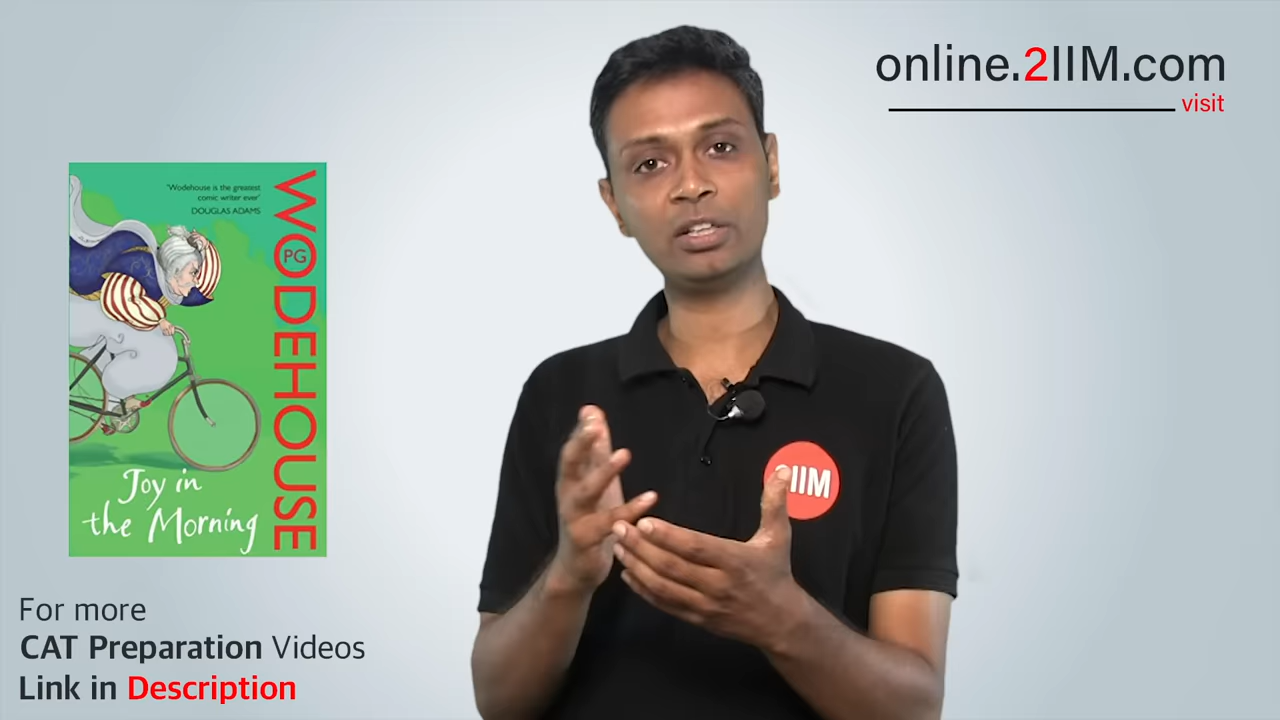 online.2IIM.com
visit
'Wodehouse is the greatest
comic writer ever'
DOUGLAS ADAMS
PG
WODEHOUSE
Joy in
the Morning
2IIM
For more
CAT Preparation Videos
Link in Description